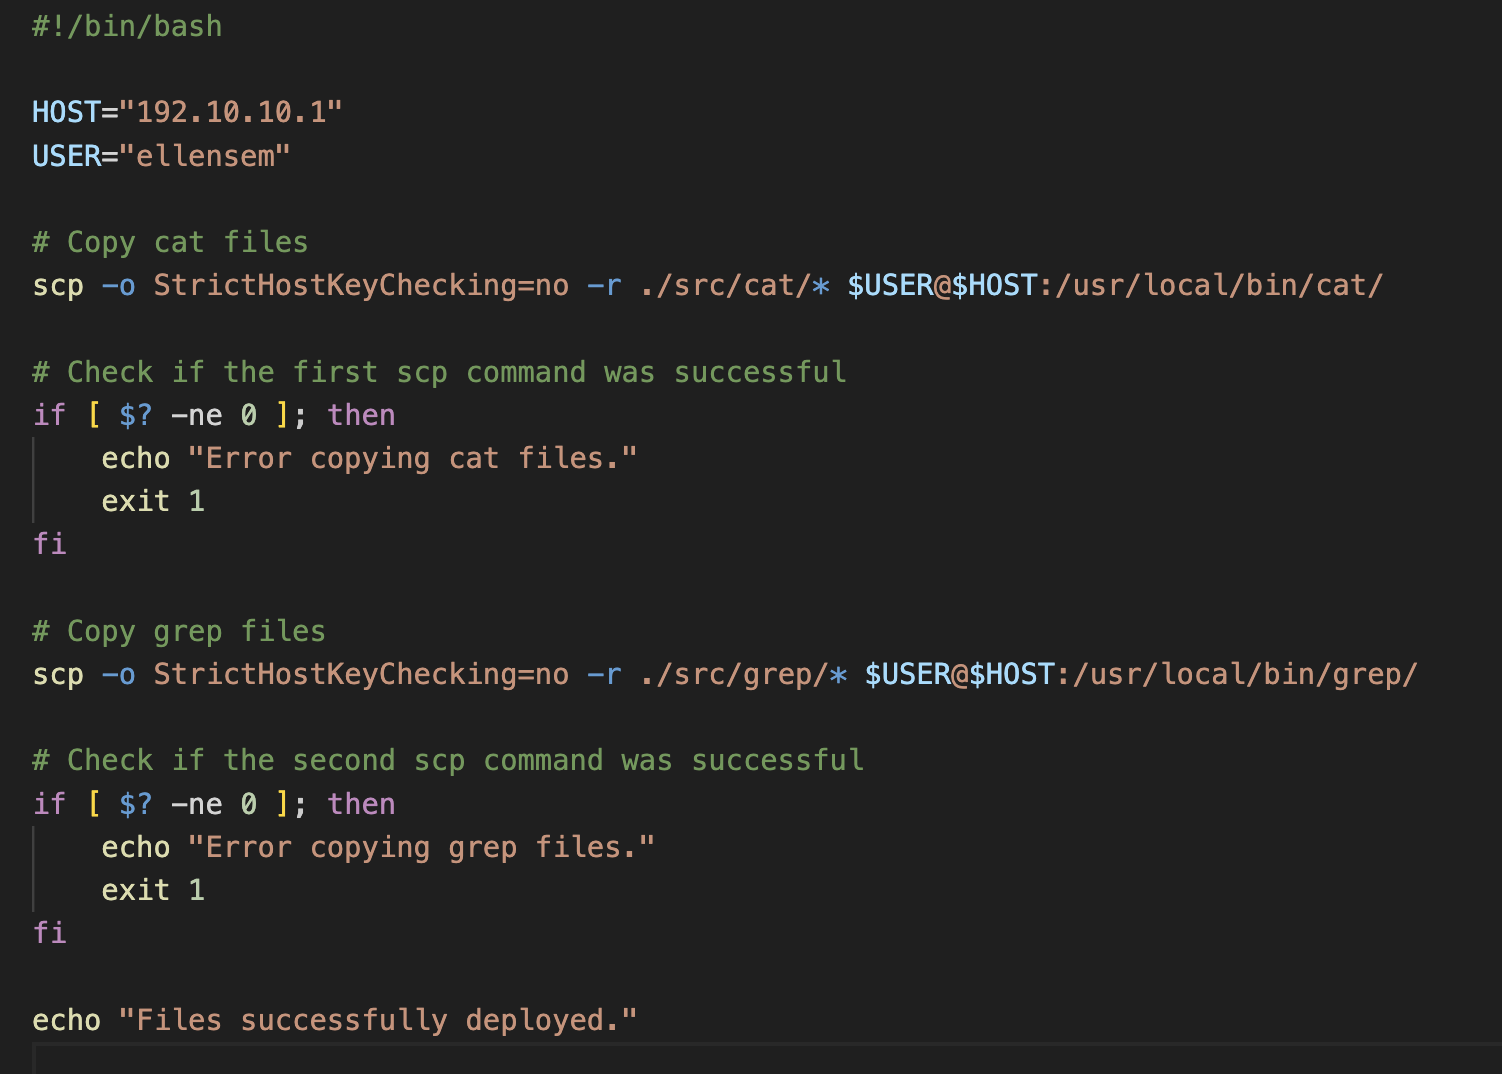 #!/bin/bash
HOST="192.10.10.1"
USER="ellensem"
# Copy cat files
scp -o StrictHostKeyChecking=no -r ./src/cat/* $USER@$HOST:/usr/local/bin/cat/
# Check if the first scp command was successful
if [ $? -ne 0 ]; then
    echo "Error copying cat files."
    exit 1
fi
# Copy grep files
scp -o StrictHostKeyChecking=no -r ./src/grep/* $USER@$HOST:/usr/local/bin/grep/
# Check if the second scp command was successful
if [ $? -ne 0 ]; then
    echo "Error copying grep files."
    exit 1
fi
echo "Files successfully deployed."